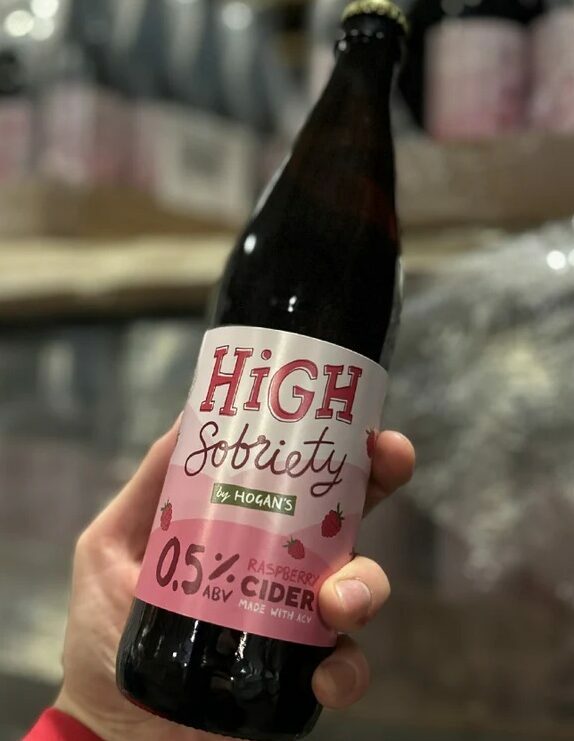 HiGH
Sobriety
by HOGAN'S
0.5% ABV
RASPBERRY
CIDER
MADE WITH ACV